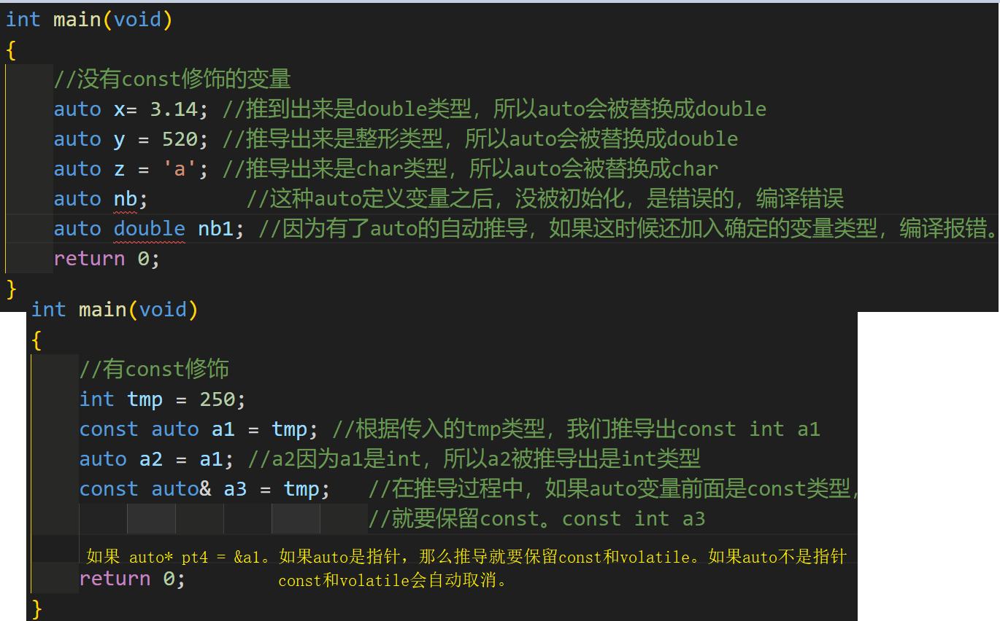 int main(void)
{
//没有const修饰的变量
auto x= 3.14; //推到出来是double类型，所以auto会被替换成double
auto y = 520; //推导出来是整形类型，所以auto会被替换成double
auto z = 'a'; //推导出来是char类型，所以auto会被替换成char
auto nb; //这种auto定义变量之后，没被初始化，是错误的，编译错误
auto double nb1; //因为有了auto的自动推导，如果这时候还加入确定的变量类型，编译报错。
return 0;
}
int main(void)
{
//有const修饰
int tmp = 250;
const auto a1 = tmp; //根据传入的tmp类型，我们推导出const int a1
auto a2 = a1; //a2因为a1是int，所以a2被推导出是int类型
const auto& a3 = tmp; //在推导过程中，如果auto变量前面是const类型，
//就要保留const。const int a3
如果 auto* pt4 = &a1。如果auto是指针，那么推导就要保留const和volatile。如果auto不是指针
return 0; const和volatile会自动取消。
}